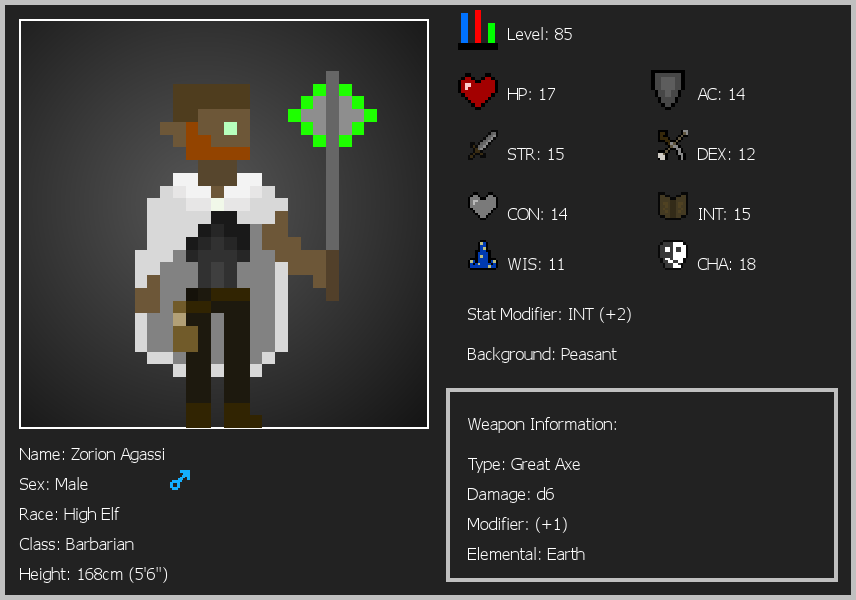 Level: 85
HP: 17
AC: 14
STR: 15
DEX: 12
CON: 14
INT: 15
WIS: 11
CHA: 18
Stat Modifier: INT (+2)
Background: Peasant
Weapon Information:
Type: Great Axe
Damage: d6
Modifier: (+1)
Elemental: Earth
Name: Zorion Agassi
Sex: Male
Race: High Elf
Class: Barbarian
Height: 168cm (5'6")